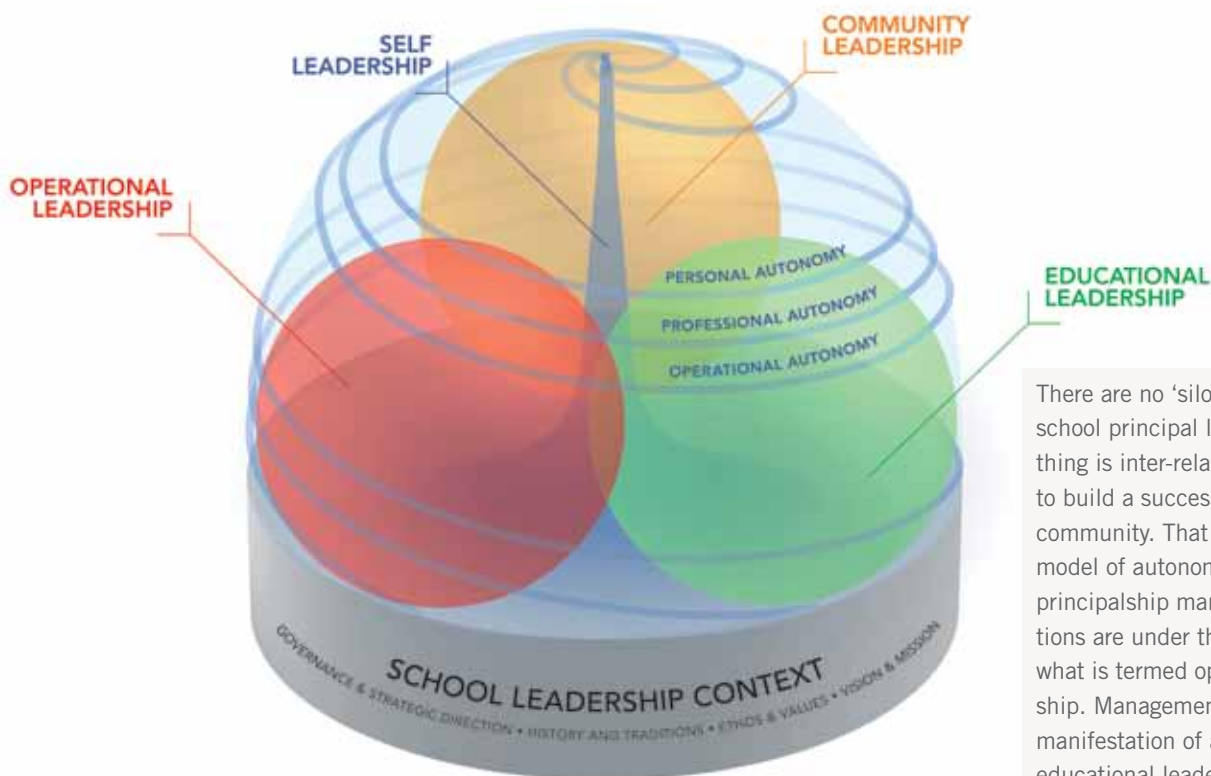 SELF
LEADERSHIP
COMMUNITY
LEADERSHIP
OPERATIONAL
LEADERSHIP
EDUCATIONAL
LEADERSHIP
PERSONAL AUTONOMY
PROFESSIONAL AUTONOMY
OPERATIONAL AUTONOMY
SCHOOL LEADERSHIP CONTEXT
GOVERNANCE & STRATEGIC DIRECTION • HISTORY AND TRADITIONS • ETHOS & VALUES • VISION & MISSION
There are no ‘silo
school principal l
thing is inter-rela
to build a succes
community. That
model of autonon
principalship mar
tions are under th
what is termed op
ship. Managemen
manifestation of a
educational leade